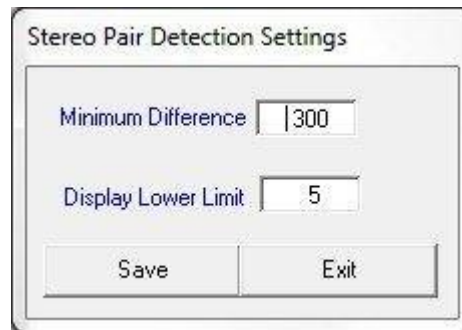 Stereo Pair Detection Settings
Minimum Difference 300
Display Lower Limit 5
Save Exit